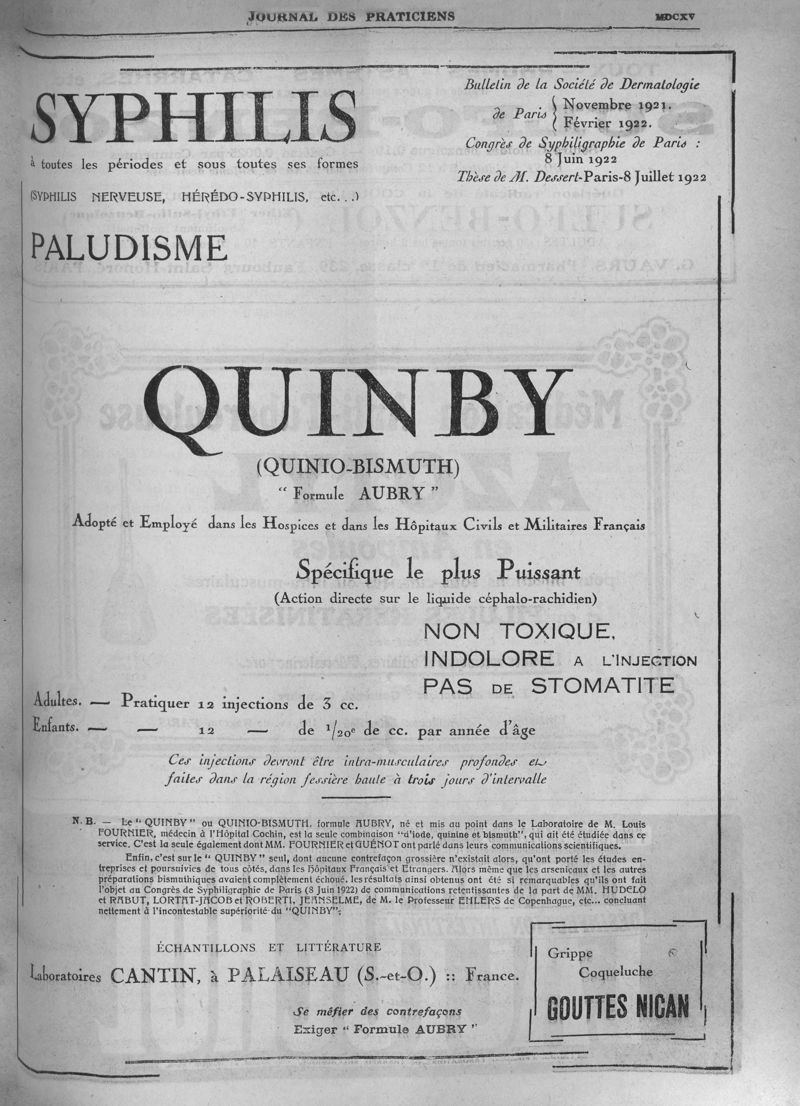 JOURNAL DES PRATICIENS
MDCXV
SYPHILIS
à toutes les périodes et sous toutes ses formes
(SYPHILIS NERVEUSE, HÉRÉDO-SYPHILIS, etc...)
PALUDISME
Bulletin de la Société de Dermatologie
de Paris { Novembre 1921.
Février 1922.
Congrès de Syphiligraphie de Paris :
8 Juin 1922
Thèse de M. Dessert-Paris-8 Juillet 1922
QUINBY
(QUINIO-BISMUTH)
“ Formule AUBRY ”
Adopté et Employé dans les Hospices et dans les Hôpitaux Civils et Militaires Français
Spécifique le plus Puissant
(Action directe sur le liquide céphalo-rachidien)
NON TOXIQUE,
INDOLORE A L'INJECTION
PAS DE STOMATITE
Adultes. — Pratiquer 12 injections de 3 cc.
Enfants. — — 12 — de 1/20e de cc. par année d'âge
Ces injections devront être intra-musculaires profondes et
faites dans la région fessière haute à trois jours d'intervalle
N. B. — Le “ QUINBY ” ou QUINIO-BISMUTH, formule AUBRY, né et mis au point dans le Laboratoire de M. Louis
FOURNIER, médecin à l'Hôpital Cochin, est la seule combinaison “d'iode, quinine et bismuth”, qui ait été étudiée dans ce
service. C'est la seule également dont MM. FOURNIER et GUÉNOT ont parlé dans leurs communications scientifiques.
Enfin, c'est sur le “ QUINBY ” seul, dont aucune contrefaçon grossière n'existait alors, qu'ont porté les études en-
treprises et poursuivies de tous côtés, dans les Hôpitaux Français et Etrangers. Alors même que les arsenicaux et les autres
préparations bismuthiques avaient complètement échoué, les résultats ainsi obtenus ont été si remarquables qu'ils ont fait
l'objet au Congrès de Syphiligraphie de Paris (8 Juin 1922) de communications retentissantes de la part de MM. HUDELO
et RABUT, LORTAT-JACOB et ROBERTI, JEANSELME, de M. le Professeur EHLERS de Copenhague, etc... concluant
nettement à l'incontestable supériorité du “QUINBY”;
ÉCHANTILLONS ET LITTÉRATURE
Laboratoires CANTIN, à PALAISEAU (S.-et-O.) :: France.
Se méfier des contrefaçons
Exiger “ Formule AUBRY ”
Grippe
Coqueluche
GOUTTES NICAN